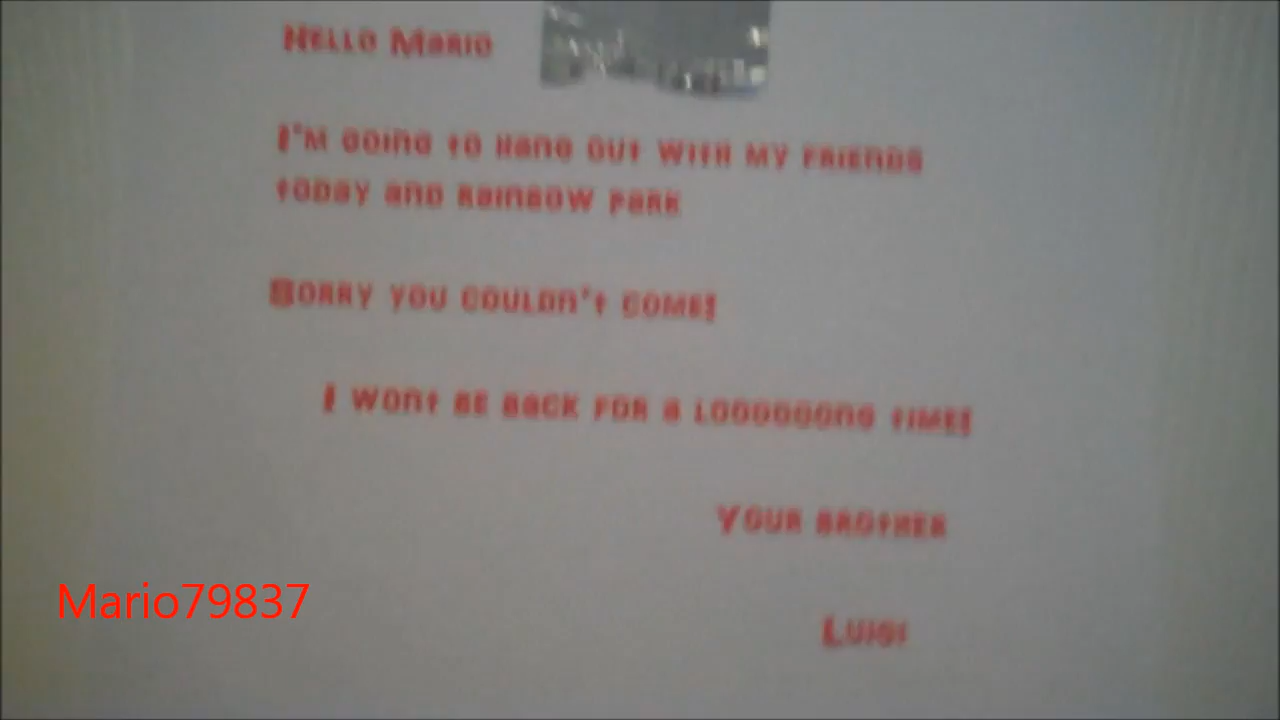 Hello Mario
I'm going to hang out with my friends
today and Rainbow Park
Sorry you couldn't come!
I wont be back for a looooooong time!
Your brother
Luigi
Mario79837